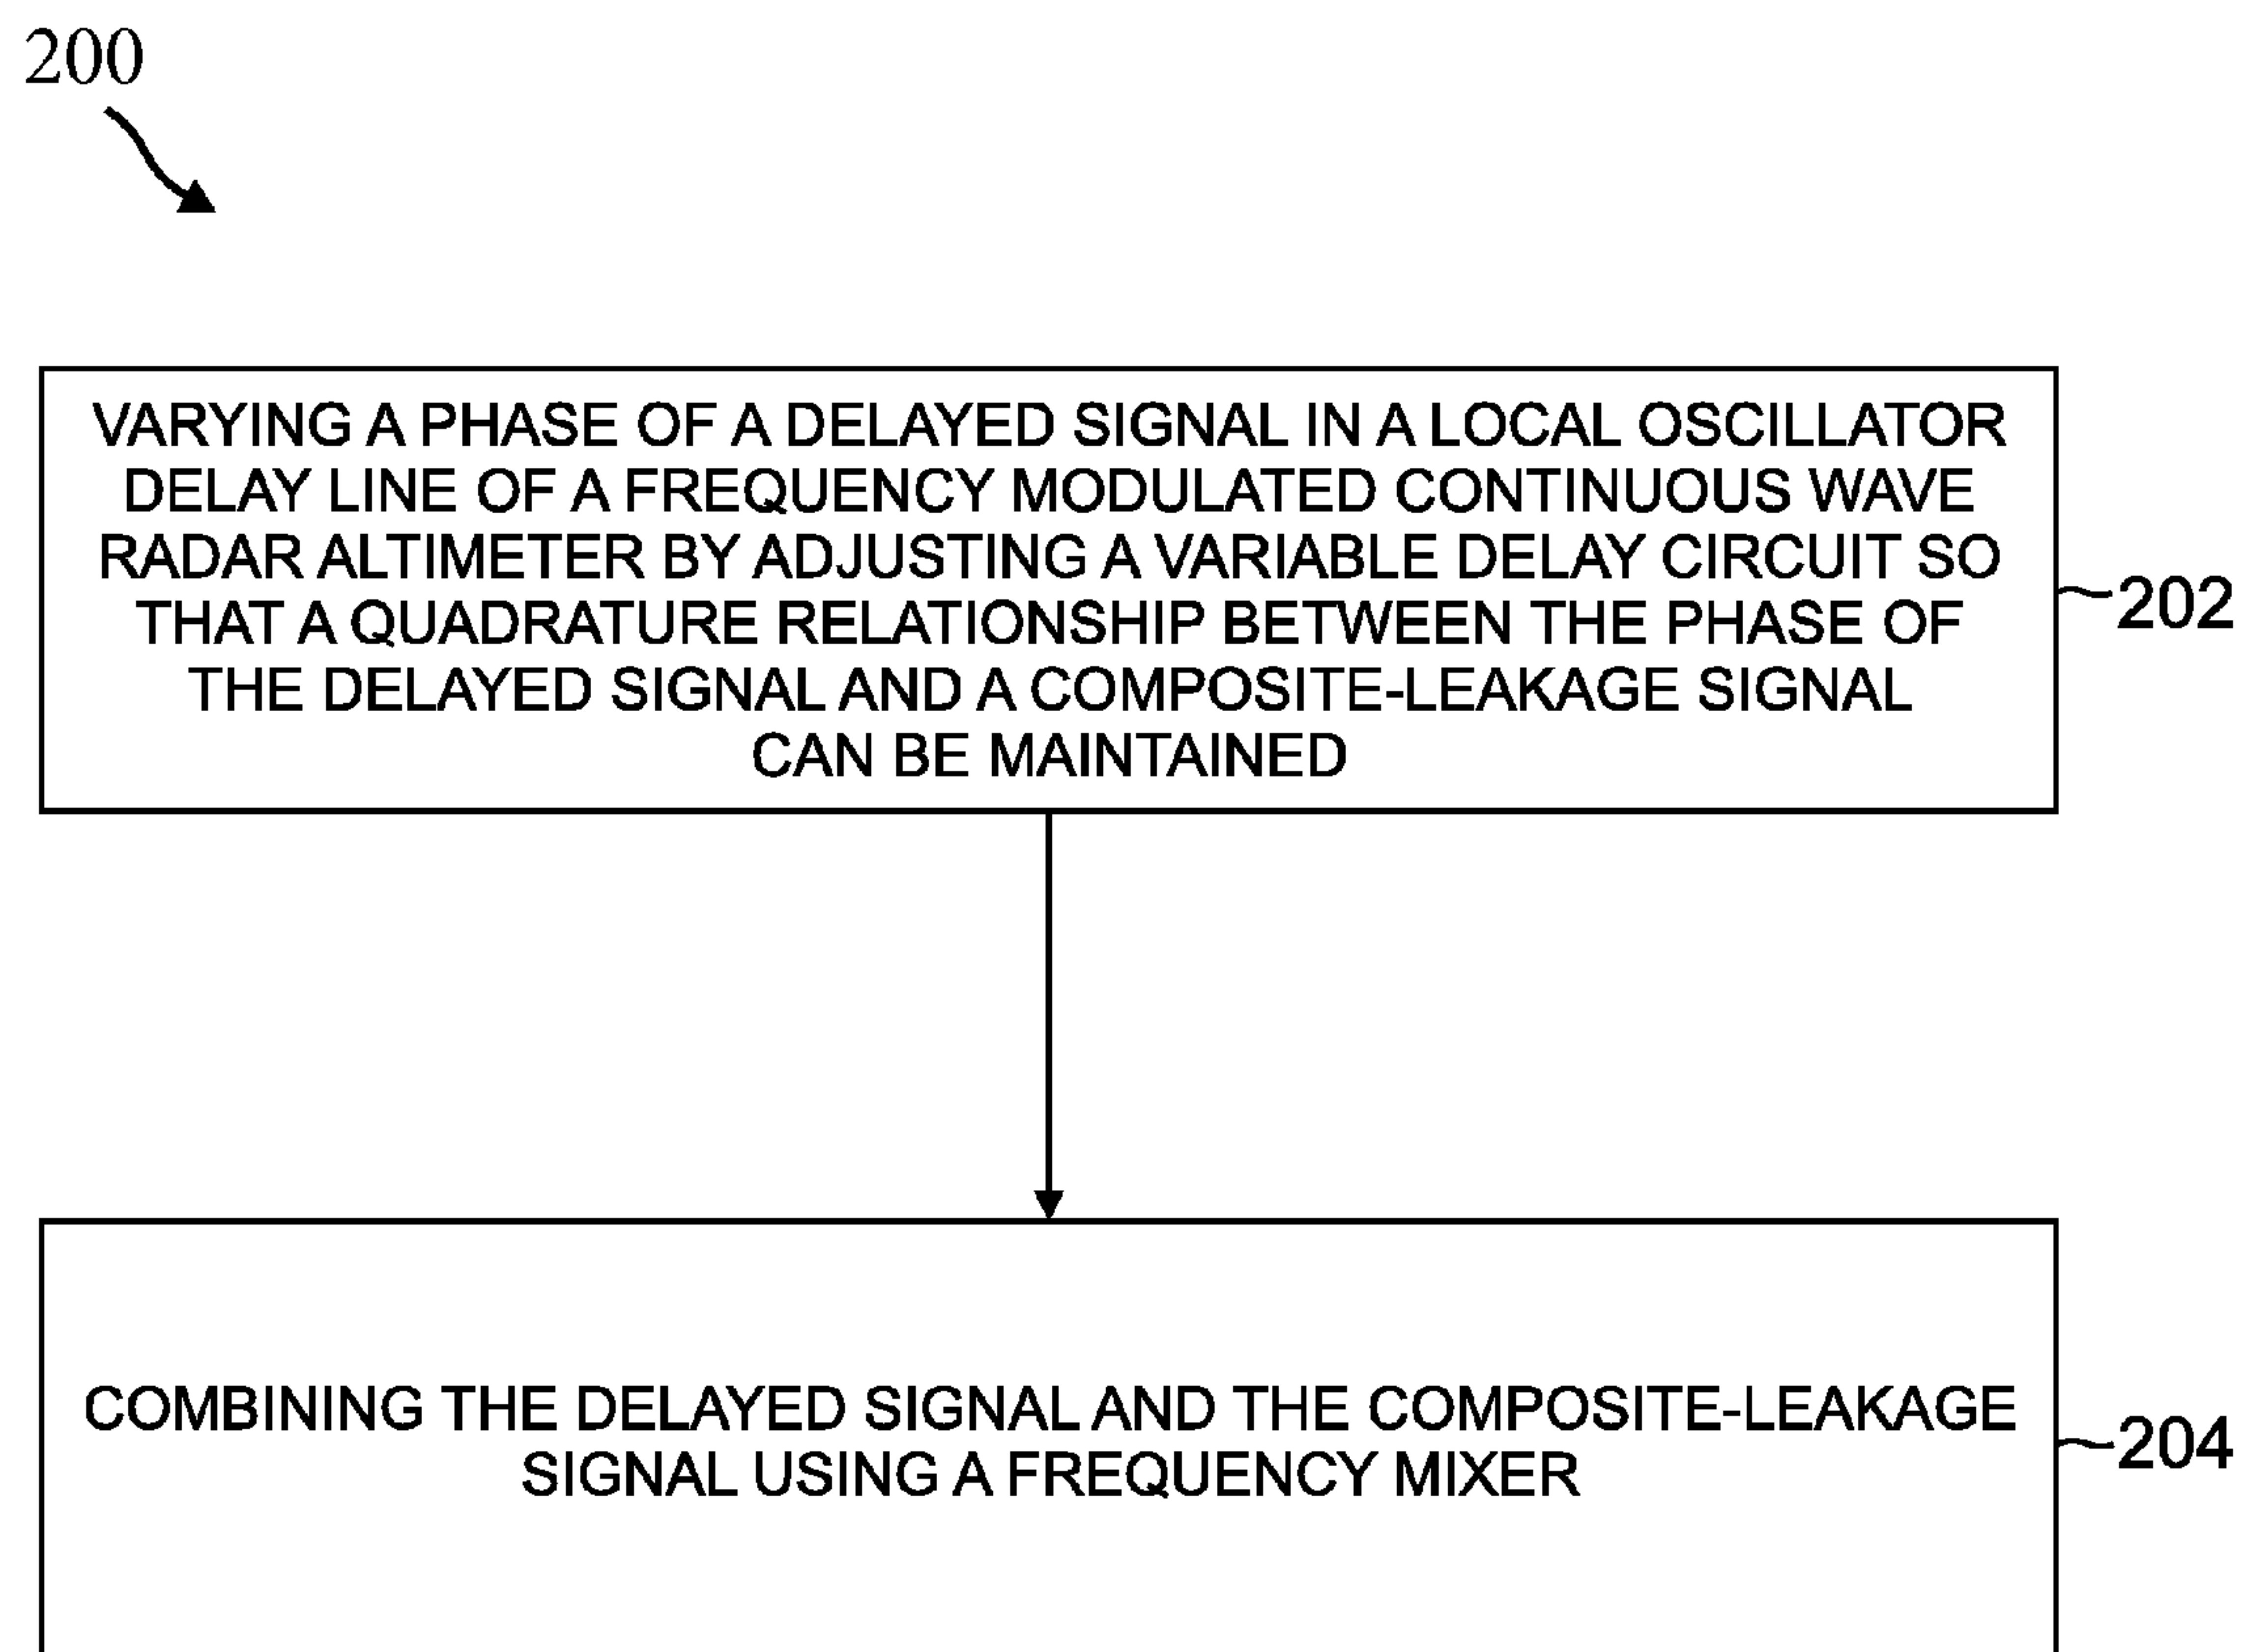 200
VARYING A PHASE OF A DELAYED SIGNAL IN A LOCAL OSCILLATOR
DELAY LINE OF A FREQUENCY MODULATED CONTINUOUS WAVE
RADAR ALTIMETER BY ADJUSTING A VARIABLE DELAY CIRCUIT SO
THAT A QUADRATURE RELATIONSHIP BETWEEN THE PHASE OF
THE DELAYED SIGNAL AND A COMPOSITE-LEAKAGE SIGNAL
CAN BE MAINTAINED
202
COMBINING THE DELAYED SIGNAL AND THE COMPOSITE-LEAKAGE
SIGNAL USING A FREQUENCY MIXER
204